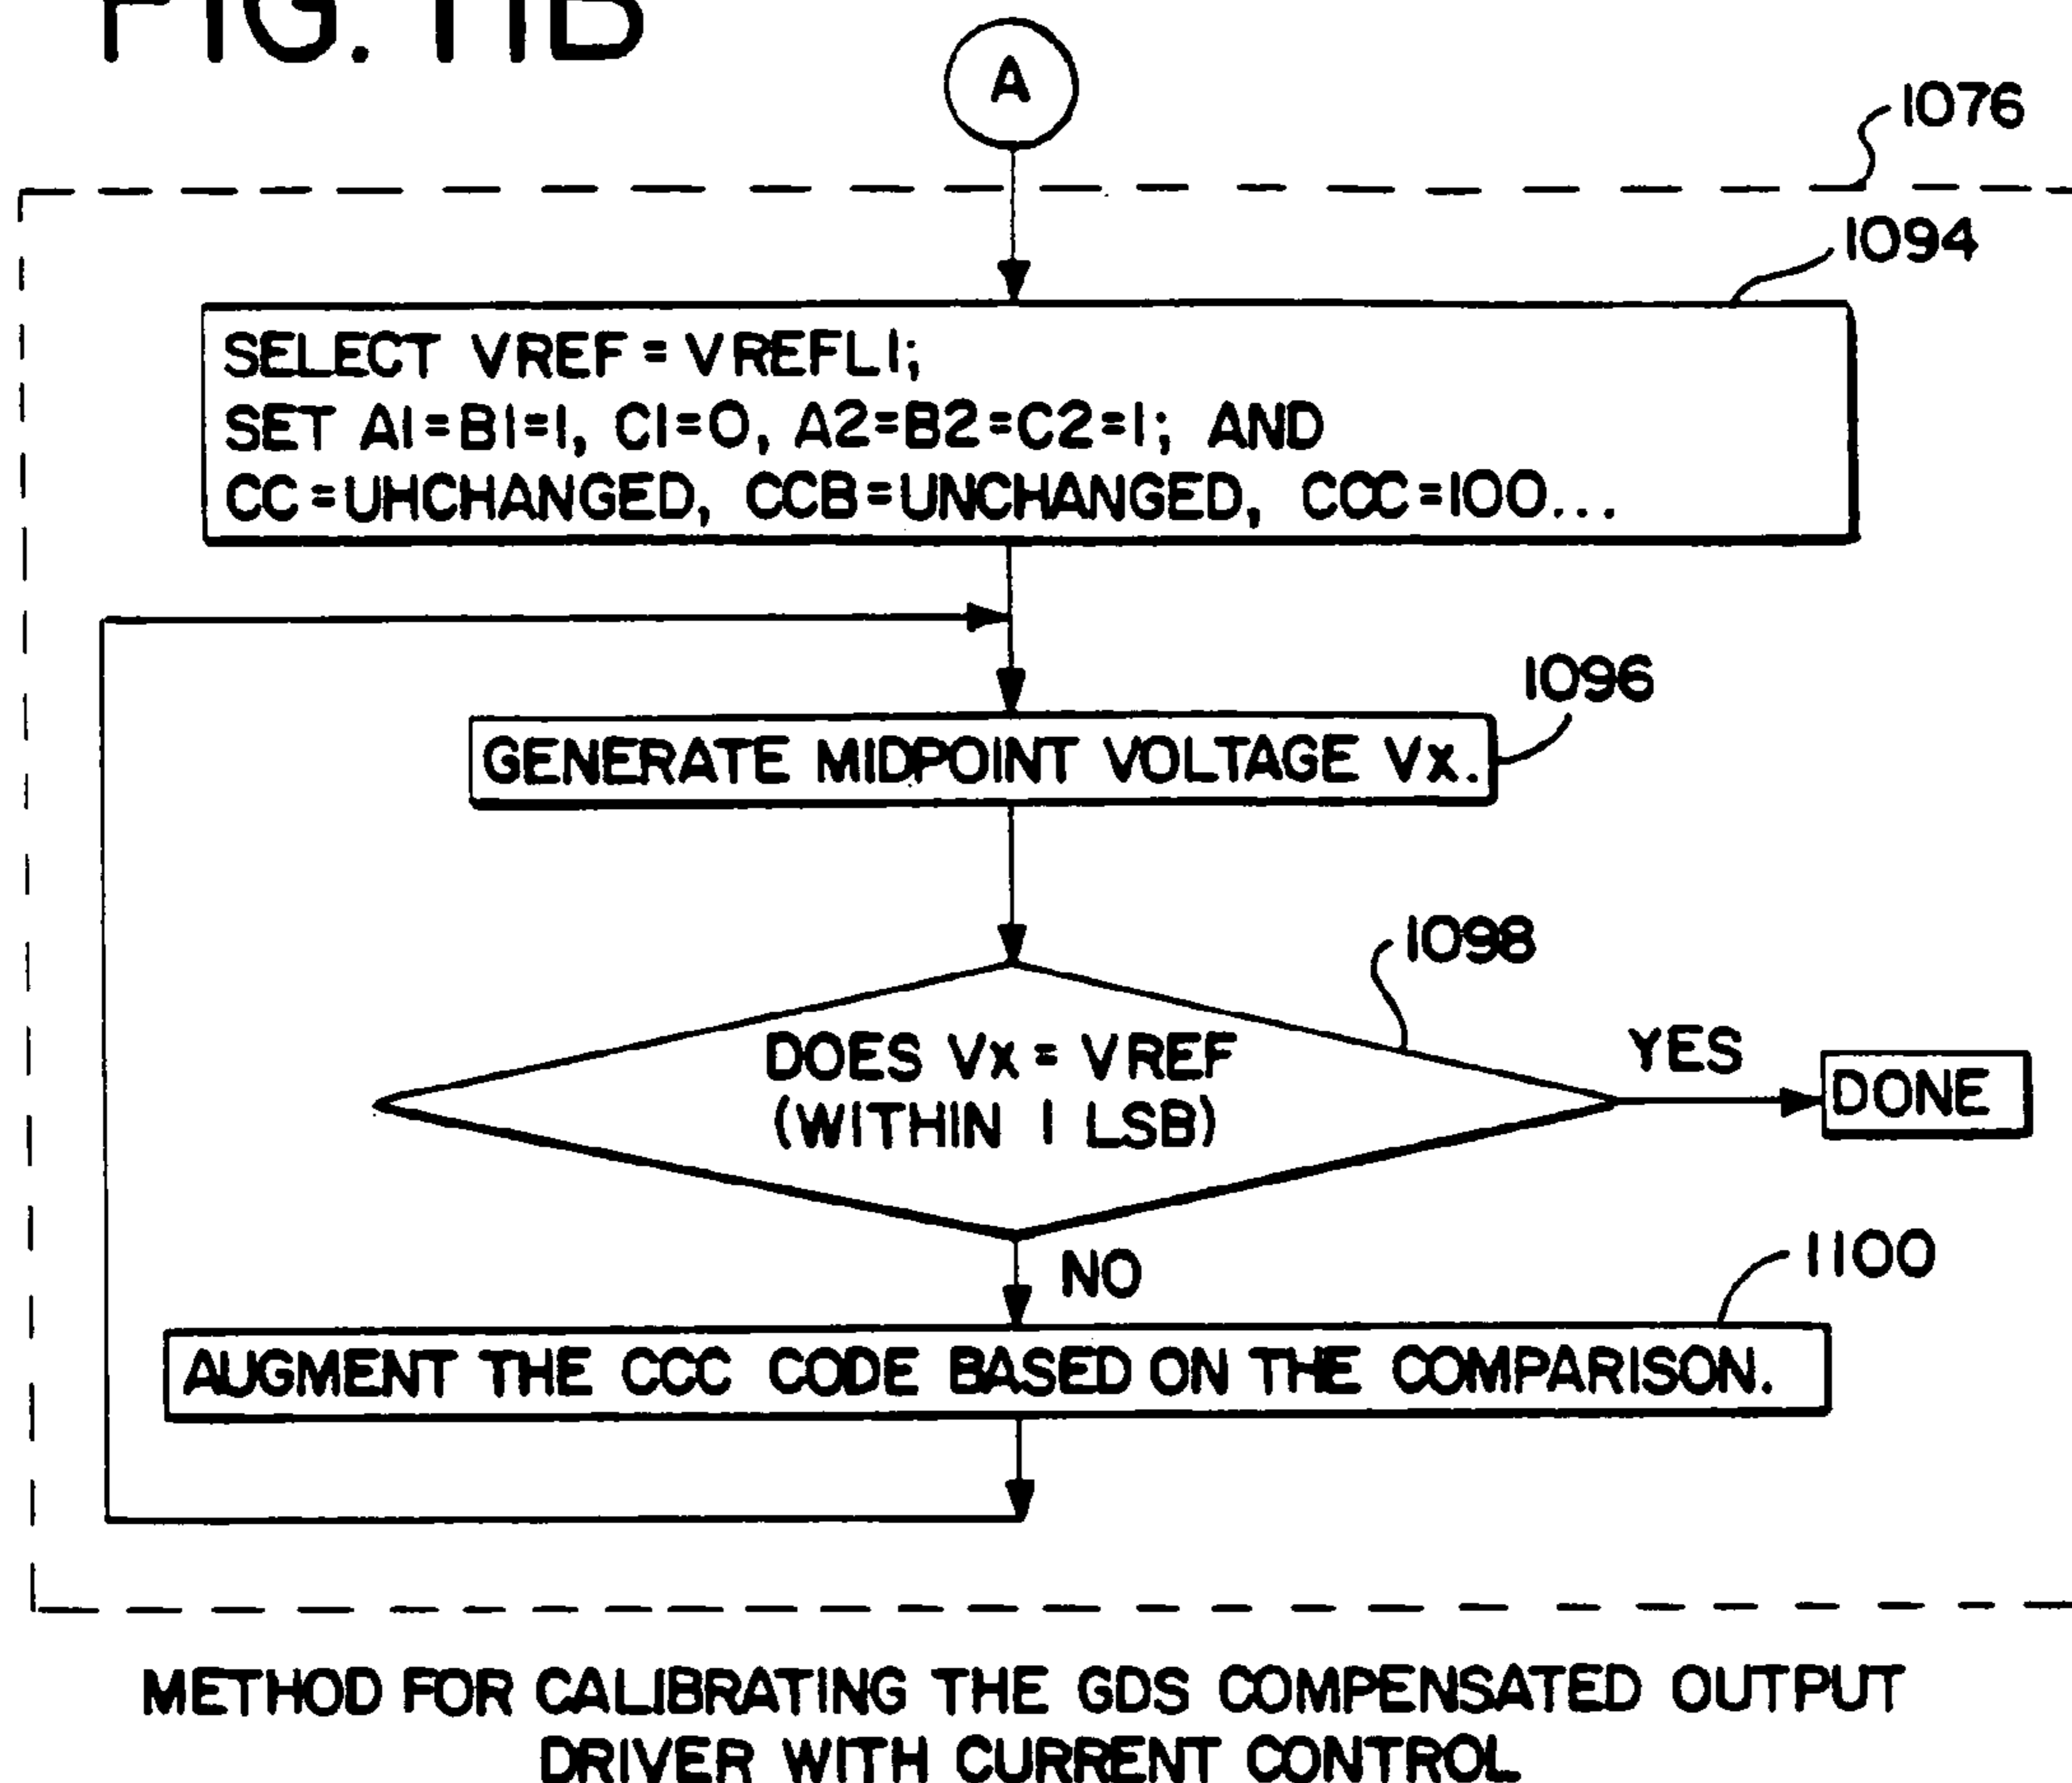 FIG. 11B
A
1076
1094
SELECT VREF = VREFL1;
SET A1=B1=1, C1=0, A2=B2=C2=1; AND
CC=UHCHANGED, CCB=UNCHANGED, CCC=100...
1096
GENERATE MIDPOINT VOLTAGE Vx.
1098
DOES Vx = VREF
(WITHIN 1 LSB)
YES
DONE
NO
1100
AUGMENT THE CCC CODE BASED ON THE COMPARISON.
METHOD FOR CALIBRATING THE GDS COMPENSATED OUTPUT
DRIVER WITH CURRENT CONTROL